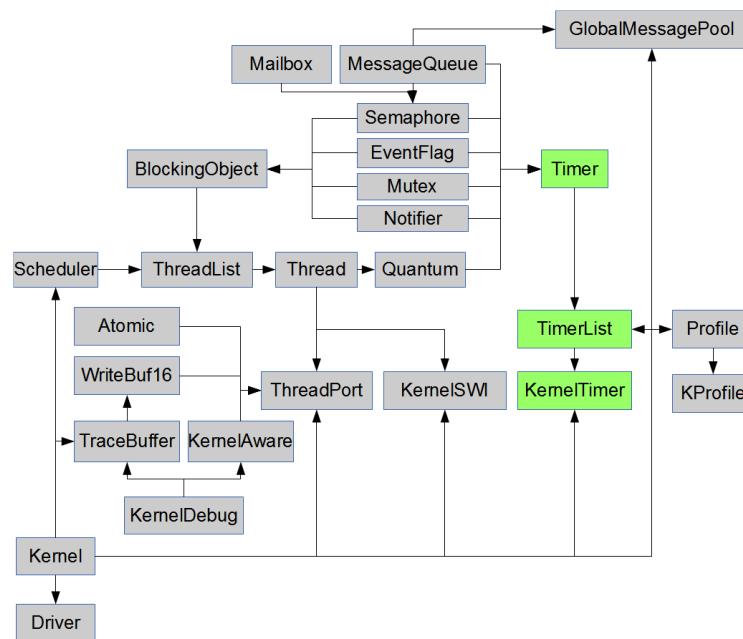 GlobalMessagePool
Mailbox
MessageQueue
Semaphore
EventFlag
BlockingObject
Timer
Mutex
Notifier
Scheduler
ThreadList
Thread
Quantum
Atomic
TimerList
Profile
WriteBuf16
ThreadPort
KernelSWI
KernelTimer
KProfile
TraceBuffer
KernelAware
KernelDebug
Kernel
Driver